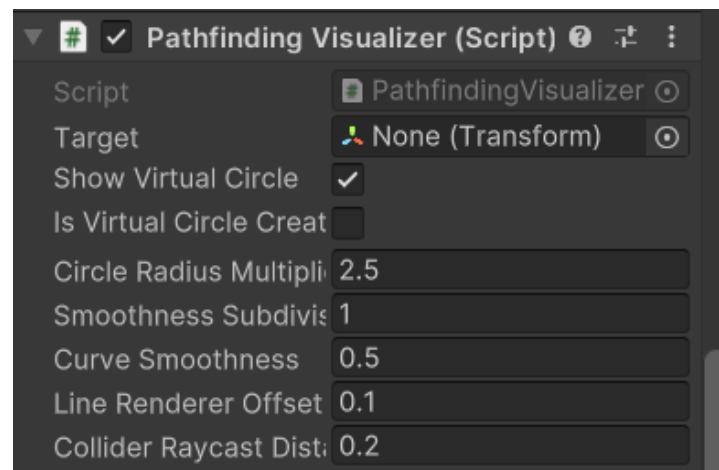 Pathfinding Visualizer (Script)
Script PathfindingVisualizer
Target None (Transform)
Show Virtual Circle
Is Virtual Circle Creat
Circle Radius Multipli 2.5
Smoothness Subdivis 1
Curve Smoothness 0.5
Line Renderer Offset 0.1
Collider Raycast Dista 0.2